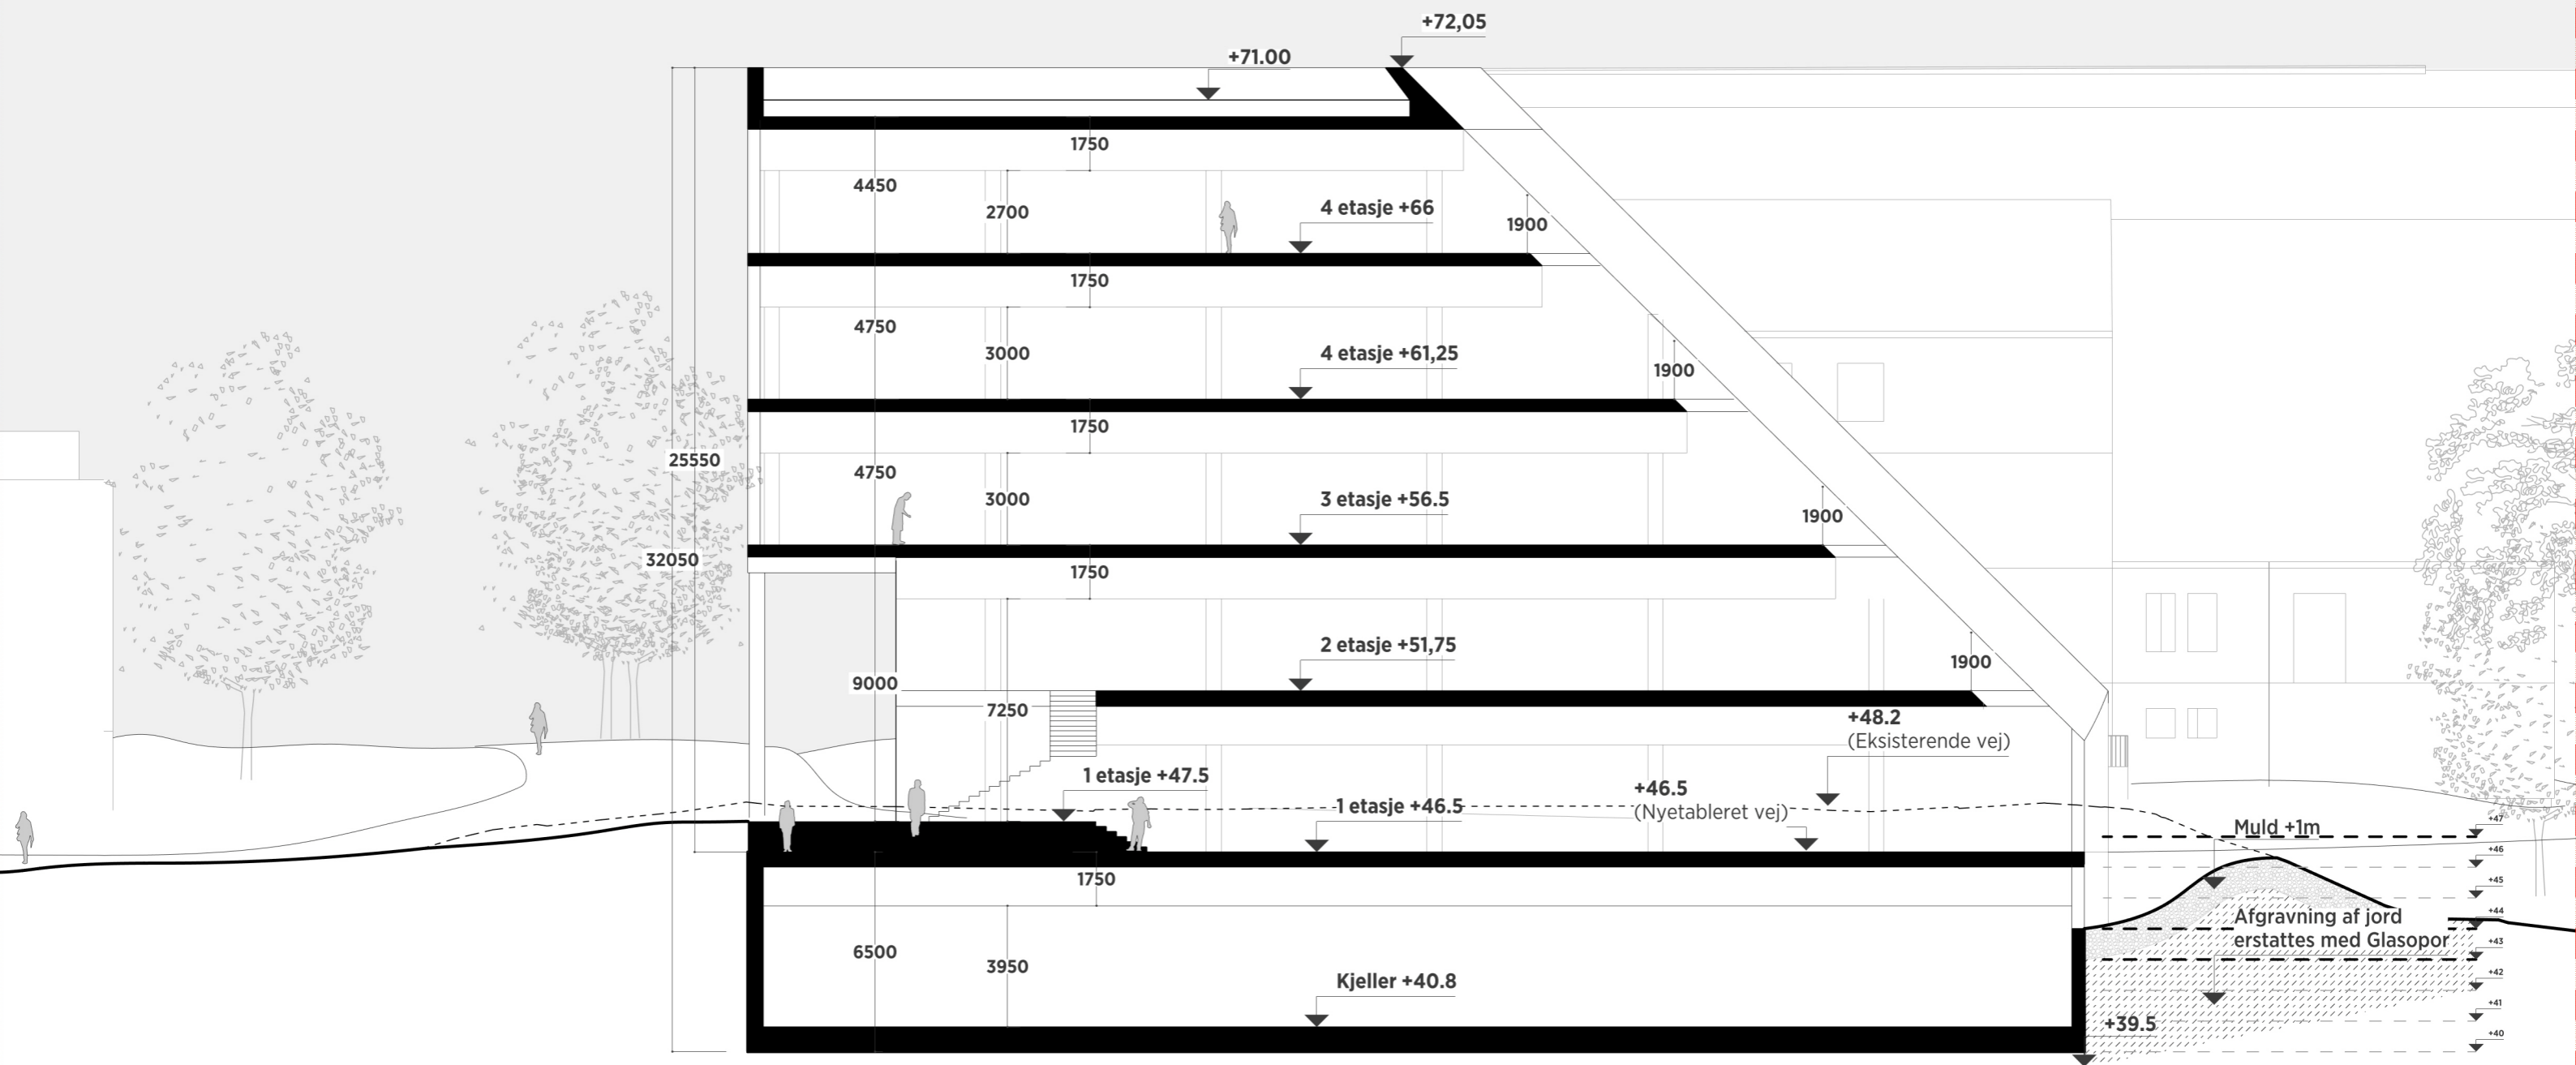 +72,05
+71.00
1750
4450
2700
4 etasje +66
1900
1750
4750
3000
4 etasje +61,25
1900
1750
25550
4750
3000
3 etasje +56.5
1900
32050
1750
2 etasje +51,75
1900
9000
7250
+48.2
(Eksisterende vej)
1 etasje +47.5
+46.5
(Nyetableret vej)
1 etasje +46.5
Muld +1m
+47
+46
1750
+45
Afgravning af jord
erstattes med Glasopor
+44
+43
6500
3950
Kjeller +40.8
+42
+41
+39.5
+40